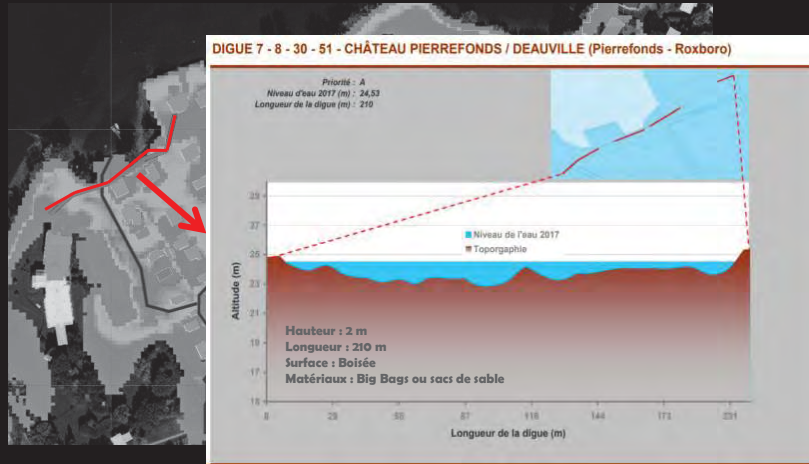 DIGUE 7 - 8 - 30 - 51 - CHÂTEAU PIERREFONDS / DEAUVILLE (Pierrefonds - Roxboro)
Priorité : A
Niveau d'eau 2017 (m) : 24,53
Longueur de la digue (m) : 210
29
27
25
23
21
19
17
15
Altitude (m)
Niveau de l'eau 2017
Toporgaphie
Hauteur : 2 m
Longueur : 210 m
Surface : Boisée
Matériaux : Big Bags ou sacs de sable
0 29 58 87 116 144 173 231
Longueur de la digue (m)